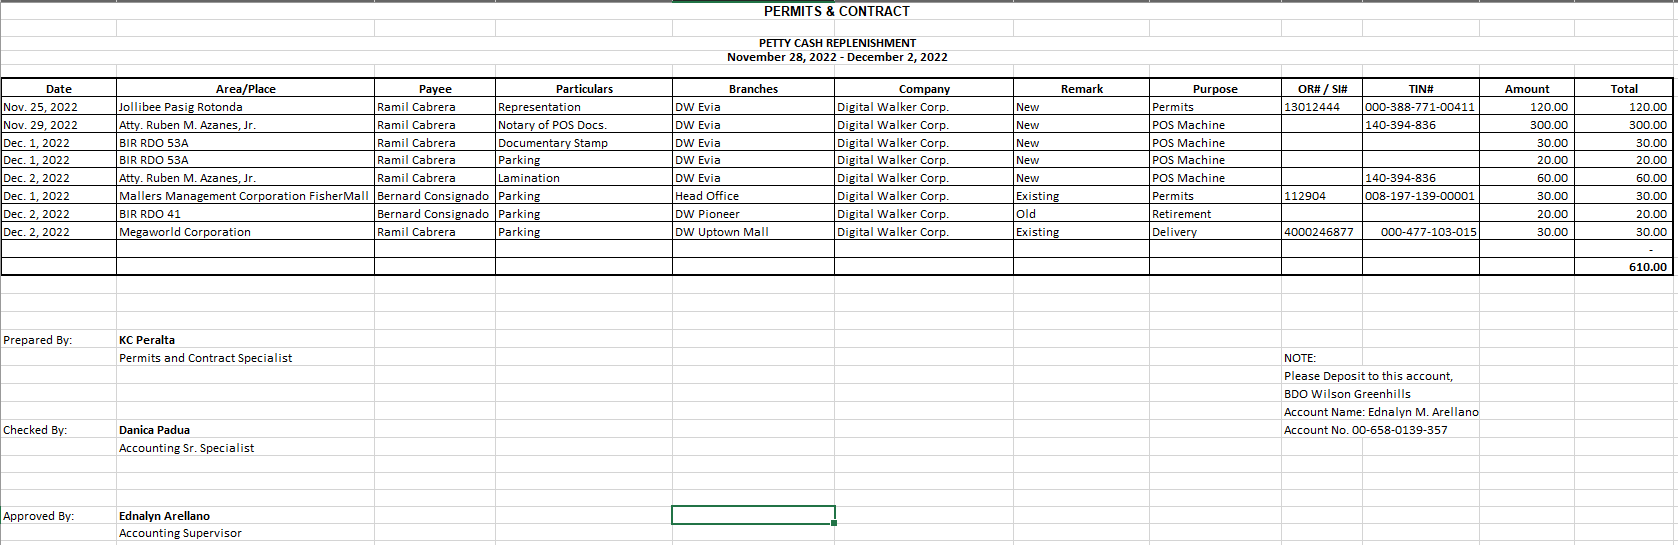 PERMITS & CONTRACT
PETTY CASH REPLENISHMENT
November 28, 2022 - December 2, 2022
Date Area/Place Payee Particulars Branches Company Remark Purpose OR# / SI# TIN# Amount Total
Nov. 25, 2022 Jollibee Pasig Rotonda Ramil Cabrera Representation DW Evia Digital Walker Corp. New Permits 13012444 000-388-771-00411 120.00 120.00
Nov. 29, 2022 Atty. Ruben M. Azanes, Jr. Ramil Cabrera Notary of POS Docs. DW Evia Digital Walker Corp. New POS Machine 140-394-836 300.00 300.00
Dec. 1, 2022 BIR RDO 53A Ramil Cabrera Documentary Stamp DW Evia Digital Walker Corp. New POS Machine 30.00 30.00
Dec. 1, 2022 BIR RDO 53A Ramil Cabrera Parking DW Evia Digital Walker Corp. New POS Machine 20.00 20.00
Dec. 2, 2022 Atty. Ruben M. Azanes, Jr. Ramil Cabrera Lamination DW Evia Digital Walker Corp. New POS Machine 140-394-836 60.00 60.00
Dec. 1, 2022 Mallers Management Corporation FisherMall Bernard Consignado Parking Head Office Digital Walker Corp. Existing Permits 112904 008-197-139-00001 30.00 30.00
Dec. 2, 2022 BIR RDO 41 Bernard Consignado Parking DW Pioneer Digital Walker Corp. Old Retirement 20.00 20.00
Dec. 2, 2022 Megaworld Corporation Ramil Cabrera Parking DW Uptown Mall Digital Walker Corp. Existing Delivery 4000246877 000-477-103-015 30.00 30.00
-
610.00
Prepared By: KC Peralta
Permits and Contract Specialist
NOTE:
Please Deposit to this account,
BDO Wilson Greenhills
Account Name: Ednalyn M. Arellano
Account No. 00-658-0139-357
Checked By: Danica Padua
Accounting Sr. Specialist
Approved By: Ednalyn Arellano
Accounting Supervisor